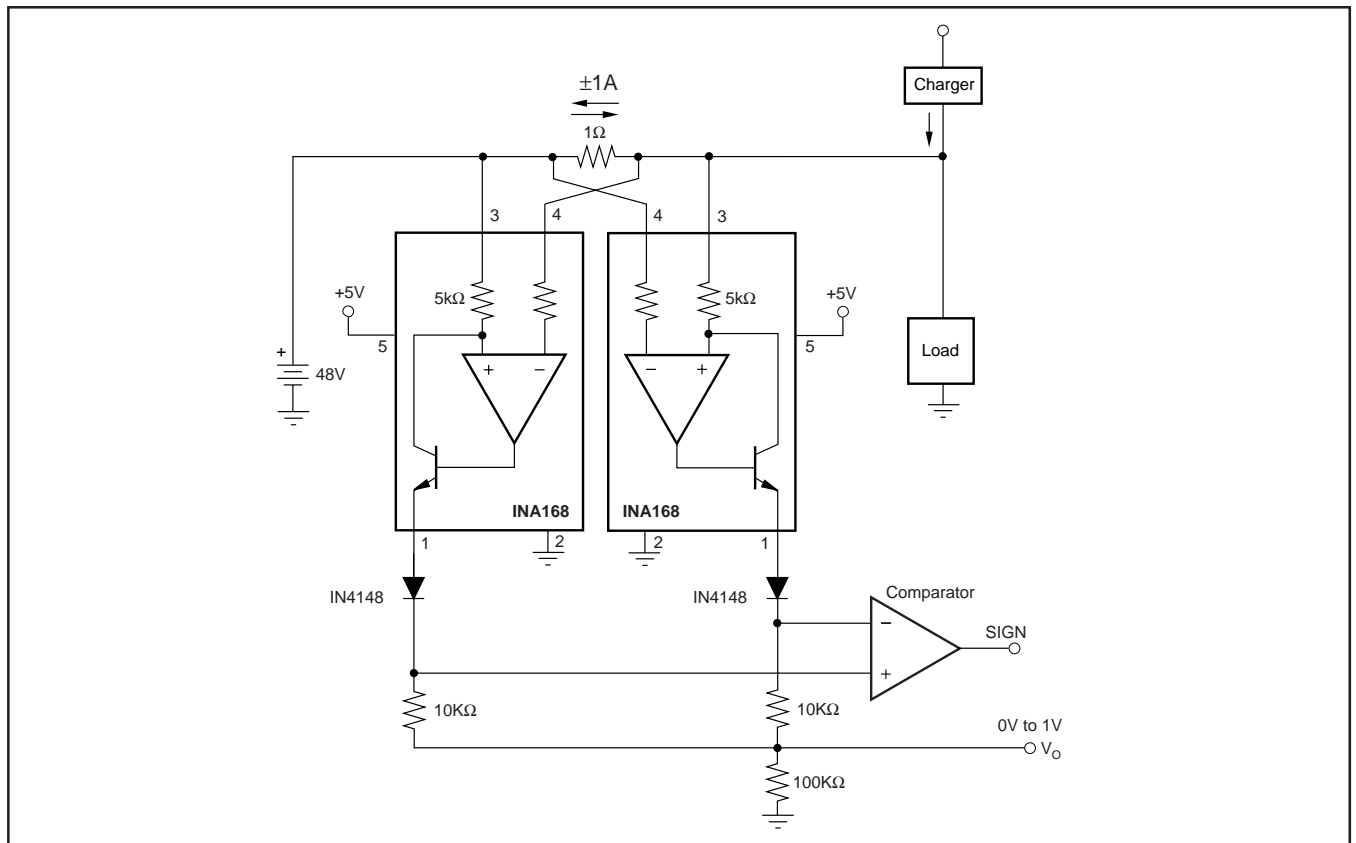 Charger
±1A
1Ω
3
4
4
3
+5V
5kΩ
5kΩ
+5V
5
5
Load
+
48V
+
−
−
+
INA168
INA168
1
2
2
1
IN4148
IN4148
Comparator
−
SIGN
+
10KΩ
10KΩ
0V to 1V
V_O
100KΩ